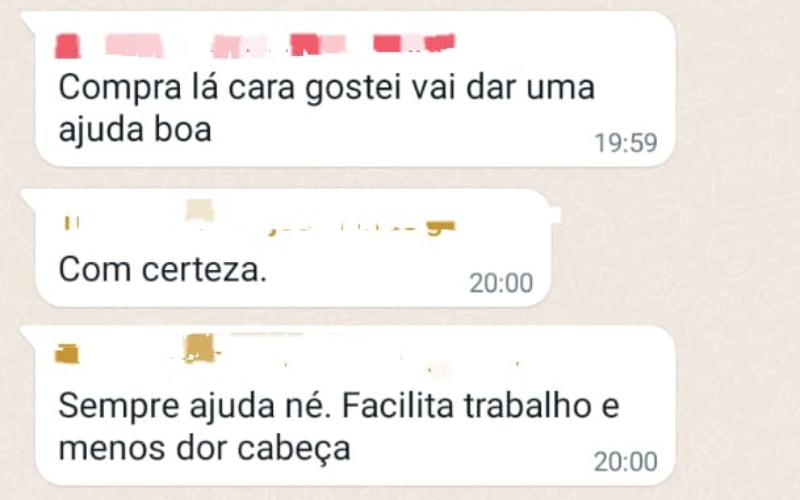 Compra lá cara gostei vai dar uma
ajuda boa
19:59
Com certeza.
20:00
Sempre ajuda né. Facilita trabalho e
menos dor cabeça
20:00